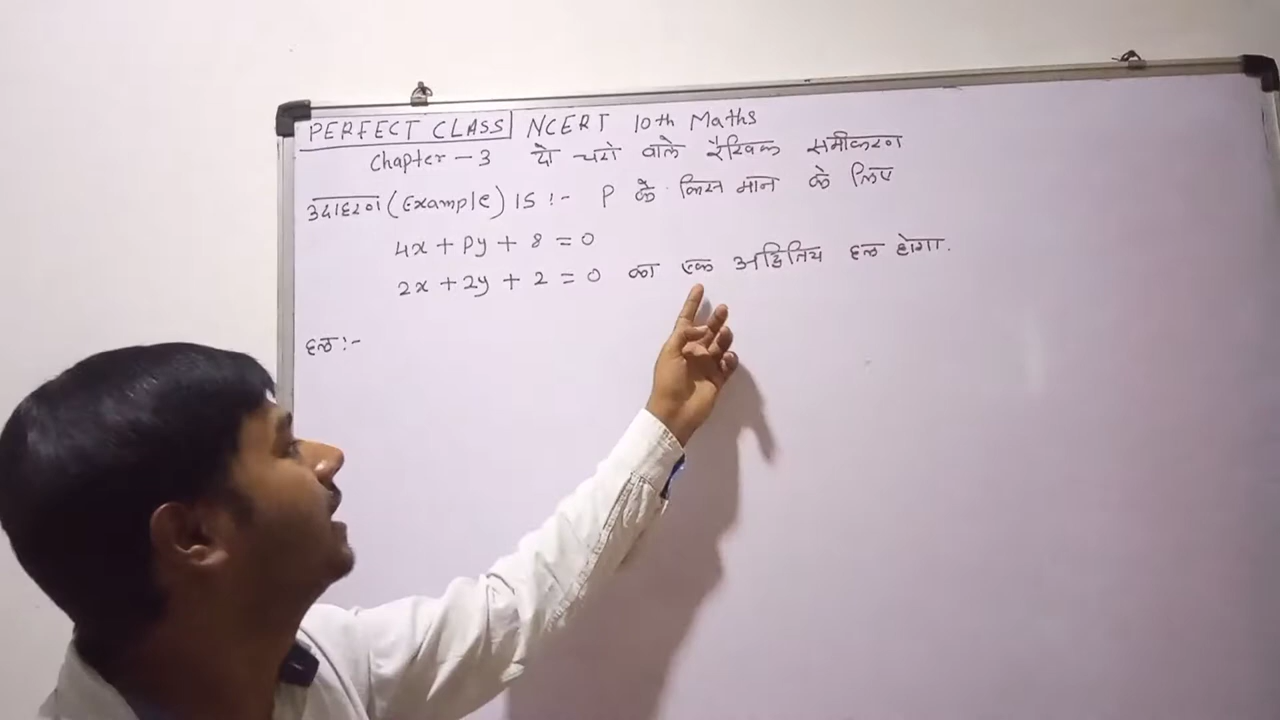 PERFECT CLASS NCERT 10th Maths
Chapter - 3 दो चरो वाले रैखिक समीकरण
उदाहरण (Example) 15 :- P के किस मान के लिए
4x + Py + 8 = 0
2x + 2y + 2 = 0 का एक अद्वितिय हल होगा.
हल :-